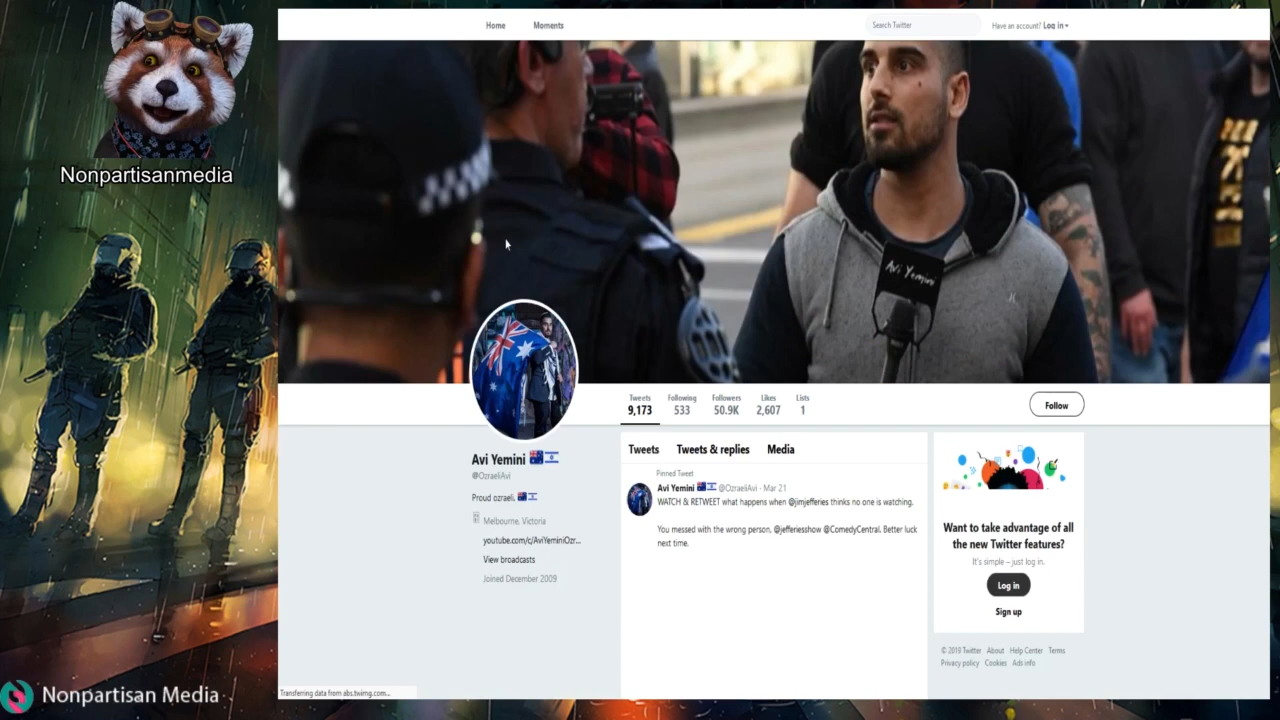 Home Moments
Search Twitter
Have an account? Log in
Nonpartisanmedia
Avi Yemini
Tweets Following Followers Likes Lists
9,173 533 50.9K 2,607 1
Follow
Avi Yemini
@OzraeliAvi
Proud ozraeli.
Melbourne, Victoria
youtube.com/c/AviYeminiOzr...
View broadcasts
Joined December 2009
Tweets Tweets & replies Media
Pinned Tweet
Avi Yemini @OzraeliAvi · Mar 21
WATCH & RETWEET what happens when @jimjefferies thinks no one is watching.
You messed with the wrong person, @jefferiesshow @ComedyCentral. Better luck
next time.
Want to take advantage of all
the new Twitter features?
It's simple – just log in.
Log in
Sign up
© 2019 Twitter About Help Center Terms
Privacy policy Cookies Ads info
Transferring data from abs.twimg.com...
Nonpartisan Media